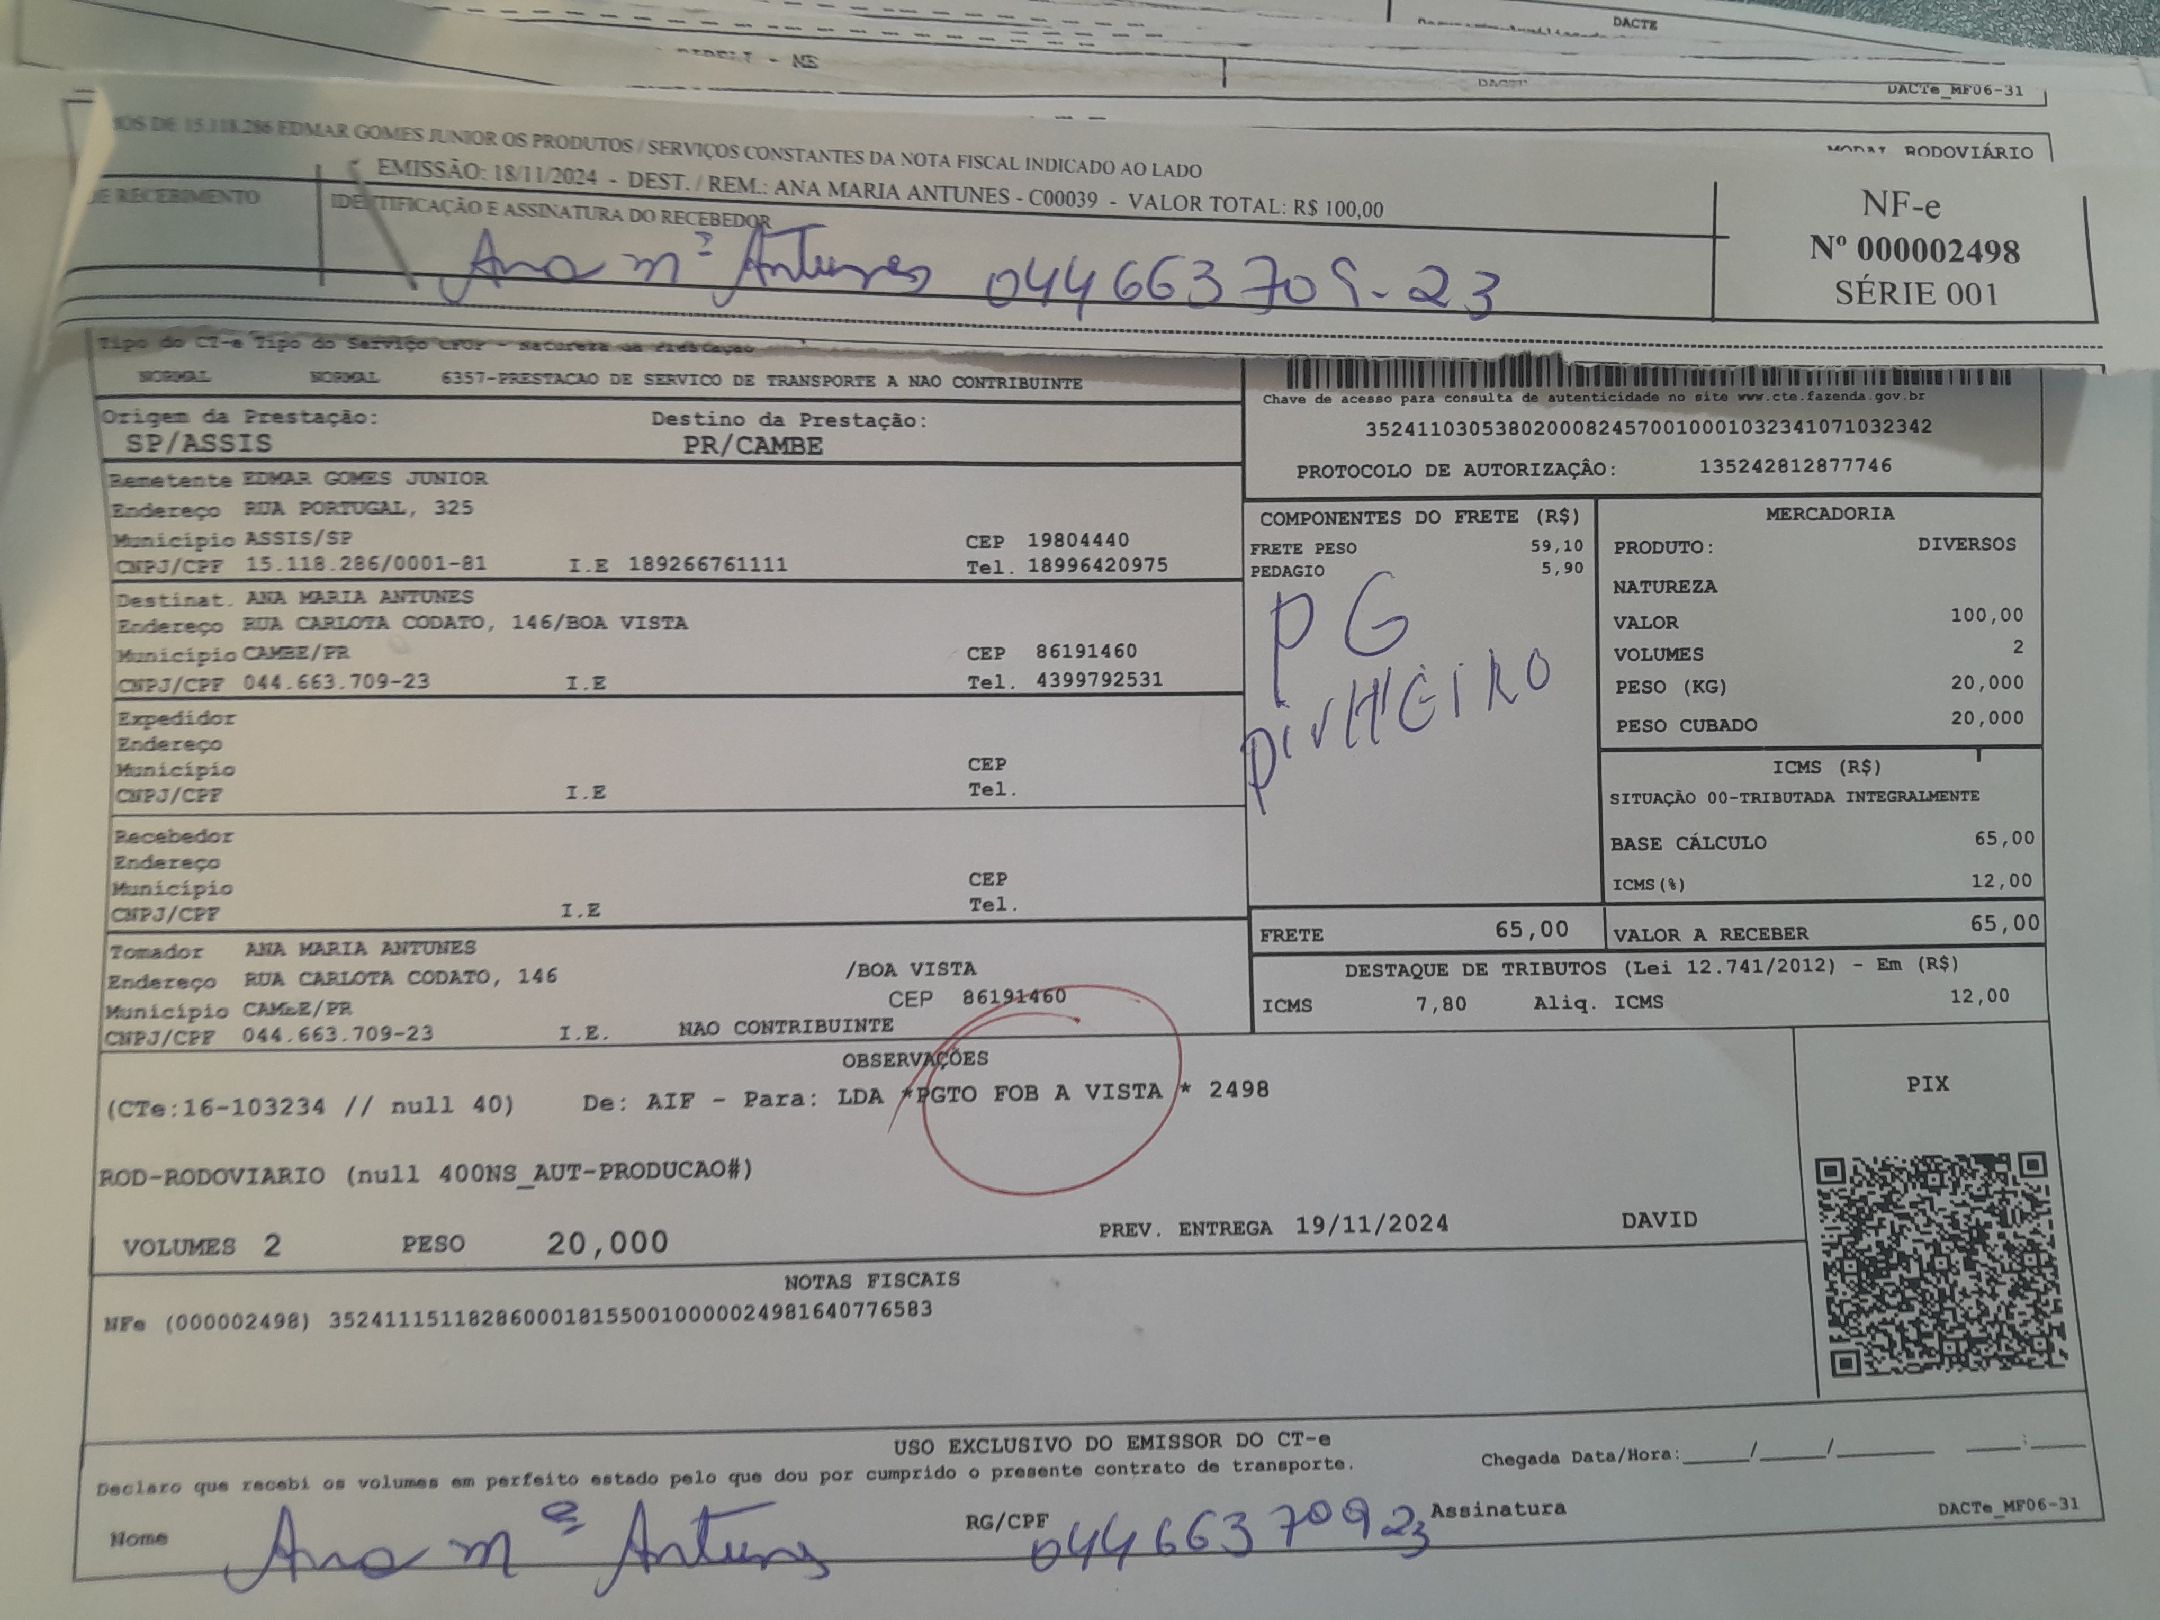 DACTE
DACTe_MF06-31
RODOVIÁRIO
DE 15.118.286 EDMAR GOMES JUNIOR OS PRODUTOS / SERVIÇOS CONSTANTES DA NOTA FISCAL INDICADO AO LADO
EMISSÃO: 18/11/2024 - DEST. / REM.: ANA MARIA ANTUNES - C00039 - VALOR TOTAL: R$ 100,00
DE RECEBIMENTO
IDENTIFICAÇÃO E ASSINATURA DO RECEBEDOR
Ana Mª Antunes 044663709-23
NF-e
Nº 000002498
SÉRIE 001
Tipo do CT-e Tipo do Serviço CFOP - Natureza da Prestação
NORMAL NORMAL 6357-PRESTACAO DE SERVICO DE TRANSPORTE A NAO CONTRIBUINTE
Chave de acesso para consulta de autenticidade no site www.cte.fazenda.gov.br
35241103053802000824570010001032341071032342
PROTOCOLO DE AUTORIZAÇÂO: 135242812877746
Origem da Prestação: Destino da Prestação:
SP/ASSIS PR/CAMBE
Remetente EDMAR GOMES JUNIOR
Endereço RUA PORTUGAL, 325
Município ASSIS/SP CEP 19804440
CNPJ/CPF 15.118.286/0001-81 I.E 189266761111 Tel. 18996420975
Destinat. ANA MARIA ANTUNES
Endereço RUA CARLOTA CODATO, 146/BOA VISTA
Município CAMBE/PR CEP 86191460
CNPJ/CPF 044.663.709-23 I.E Tel. 4399792531
Expedidor
Endereço
Município CEP
CNPJ/CPF I.E Tel.
Recebedor
Endereço
Município CEP
CNPJ/CPF I.E Tel.
Tomador ANA MARIA ANTUNES
Endereço RUA CARLOTA CODATO, 146 /BOA VISTA
Município CAMBE/PR CEP 86191460
CNPJ/CPF 044.663.709-23 I.E. NAO CONTRIBUINTE
COMPONENTES DO FRETE (R$)
FRETE PESO 59,10
PEDAGIO 5,90
PG
DINHEIRO
MERCADORIA
PRODUTO: DIVERSOS
NATUREZA
VALOR 100,00
VOLUMES 2
PESO (KG) 20,000
PESO CUBADO 20,000
ICMS (R$)
SITUAÇÃO 00-TRIBUTADA INTEGRALMENTE
BASE CÁLCULO 65,00
ICMS(%) 12,00
FRETE 65,00 VALOR A RECEBER 65,00
DESTAQUE DE TRIBUTOS (Lei 12.741/2012) - Em (R$)
ICMS 7,80 Aliq. ICMS 12,00
OBSERVAÇÕES
(CTe:16-103234 // null 40) De: AIF - Para: LDA *PGTO FOB A VISTA * 2498
ROD-RODOVIARIO (null 400NS_AUT-PRODUCAO#)
VOLUMES 2 PESO 20,000 PREV. ENTREGA 19/11/2024 DAVID
PIX
NOTAS FISCAIS
NFe (000002498) 35241115118286000181550010000024981640776583
USO EXCLUSIVO DO EMISSOR DO CT-e
Declaro que recebi os volumes em perfeito estado pelo que dou por cumprido o presente contrato de transporte.
Chegada Data/Hora:_____/_____/_______ ____:____
Nome Ana Mª Antunes RG/CPF 04466370923 Assinatura
DACTe_MF06-31